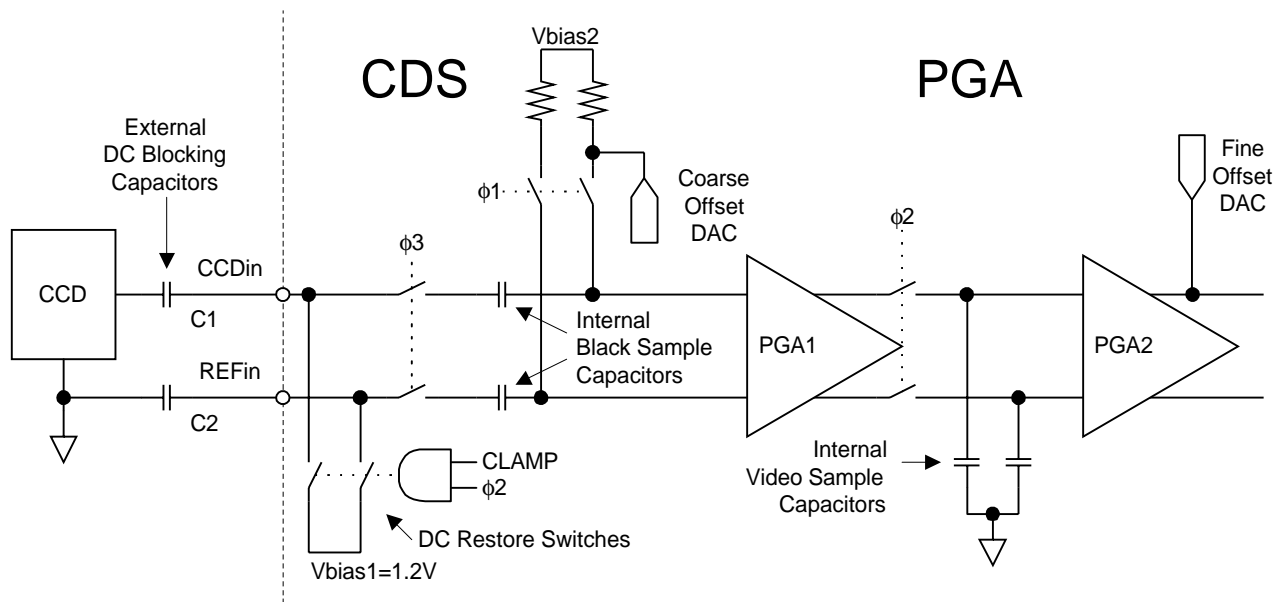 Vbias2
CDS
PGA
External
DC Blocking
Capacitors
Fine
Offset
DAC
Coarse
Offset
DAC
ϕ1
ϕ2
ϕ3
CCDin
CCD
C1
Internal
Black Sample
Capacitors
PGA1
PGA2
REFin
C2
CLAMP
ϕ2
Internal
Video Sample
Capacitors
DC Restore Switches
Vbias1=1.2V